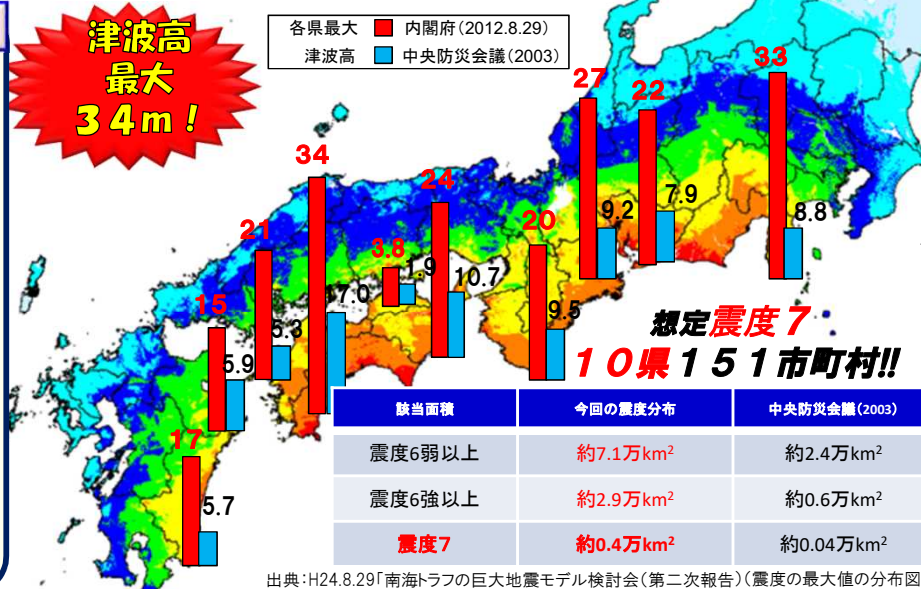 津波高
最大
34m!
各県最大 内閣府(2012.8.29)
津波高 中央防災会議(2003)
33
27
22
34
24
7.9
21
20
9.2
8.8
3.8
1.9
10.7
15
17.0
9.5
5.3
5.9
17
5.7
想定震度7
10県151市町村!!
該当面積 今回の震度分布 中央防災会議(2003)
震度6弱以上 約7.1万km² 約2.4万km²
震度6強以上 約2.9万km² 約0.6万km²
震度7 約0.4万km² 約0.04万km²
出典:H24.8.29「南海トラフの巨大地震モデル検討会(第二次報告)(震度の最大値の分布図